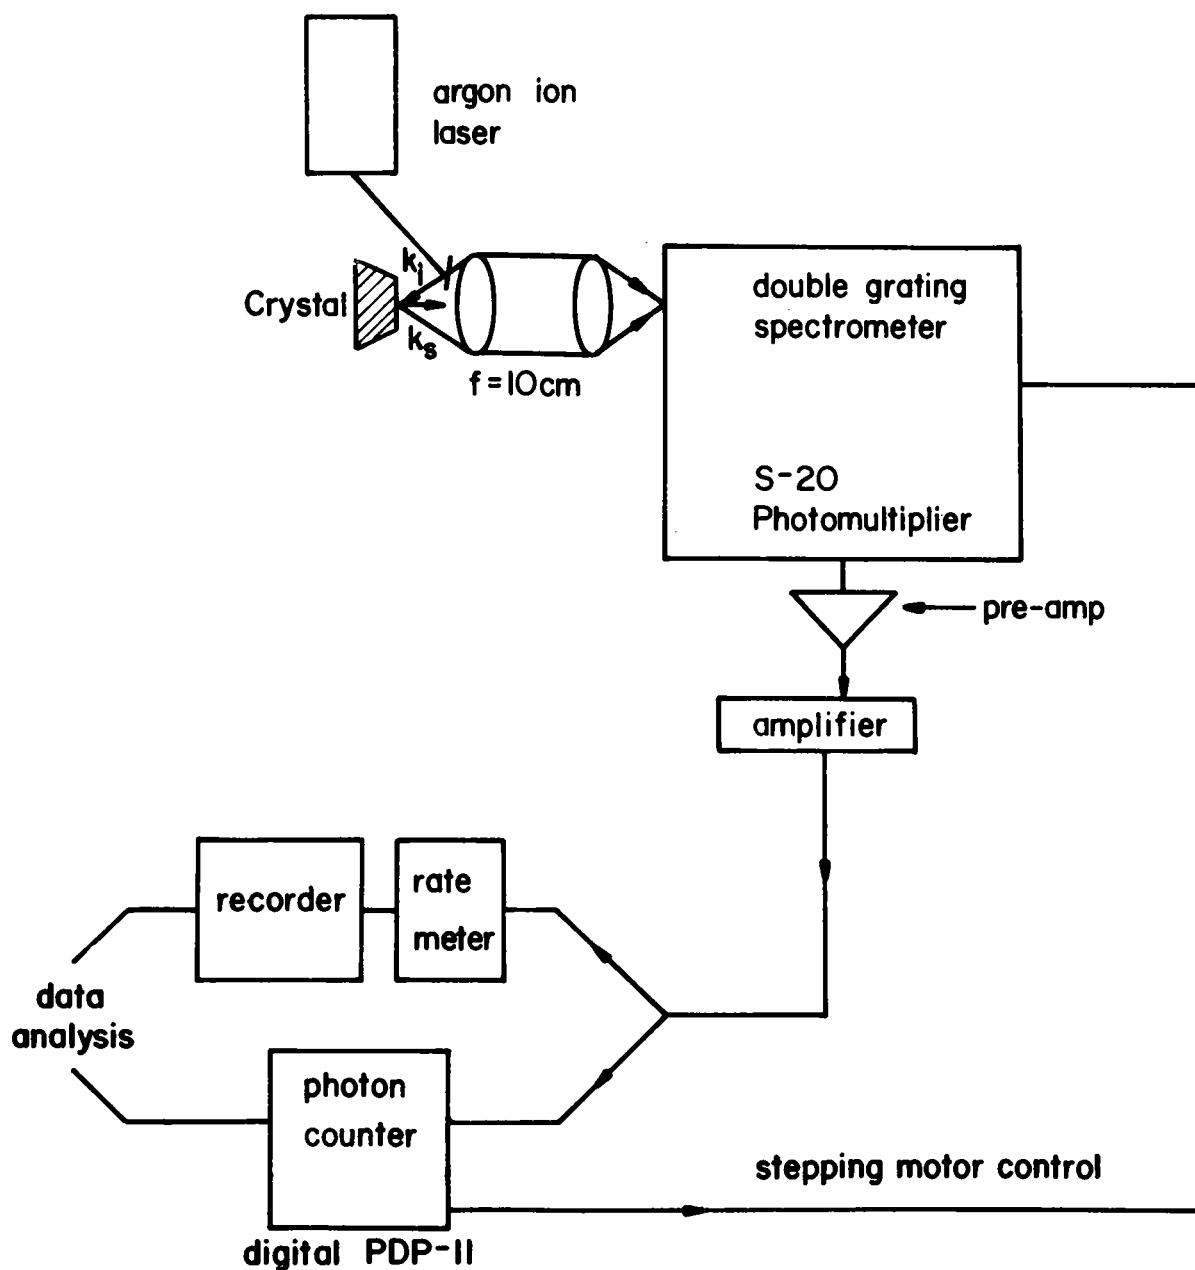 argon ion
laser
k_i
Crystal
k_s
f = 10cm
double grating
spectrometer
S-20
Photomultiplier
pre-amp
amplifier
recorder
rate
meter
data
analysis
photon
counter
stepping motor control
digital PDP-11